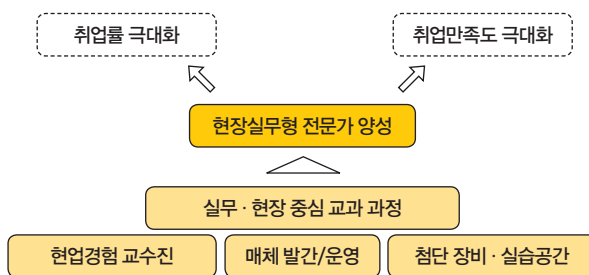 취업률 극대화
취업만족도 극대화
현장실무형 전문가 양성
실무 · 현장 중심 교과 과정
현업경험 교수진
매체 발간/운영
첨단 장비 · 실습공간